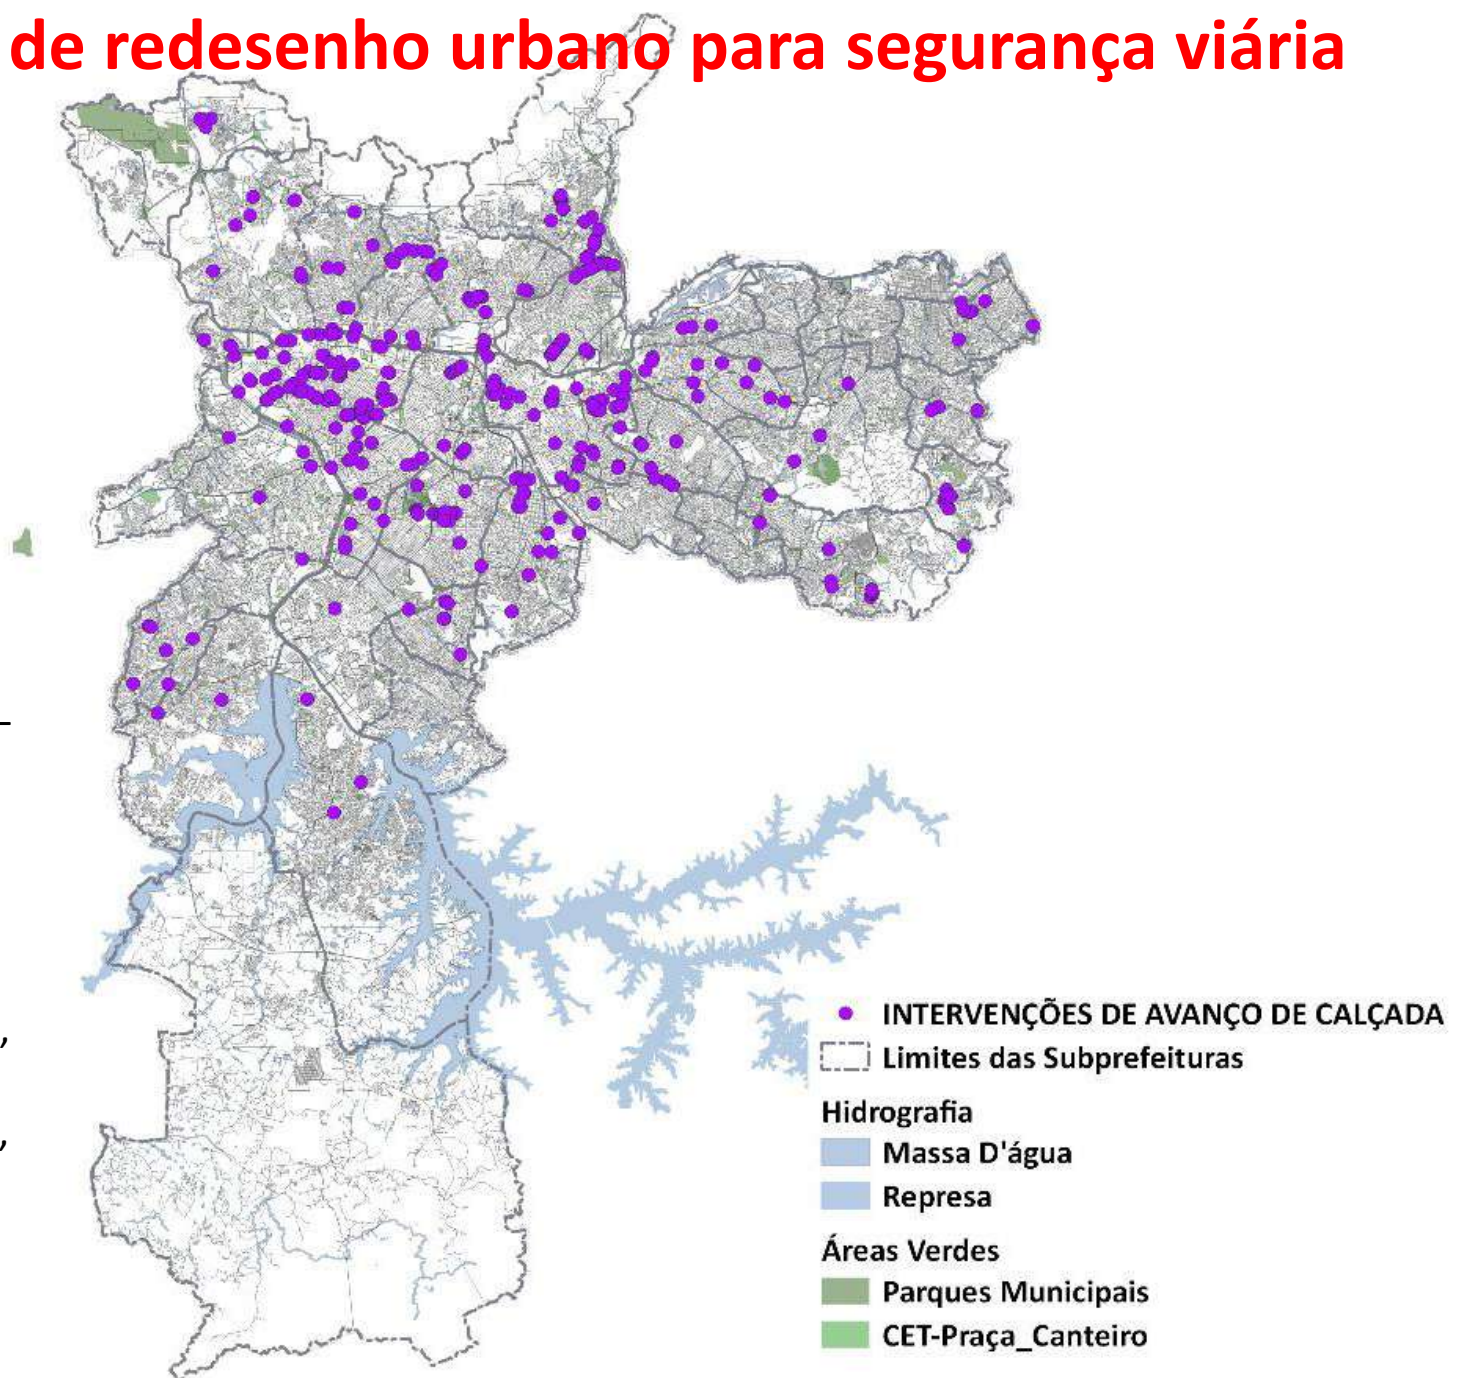 de redesenho urbano para segurança viária
–
,
,
INTERVENÇÕES DE AVANÇO DE CALÇADA
Limites das Subprefeituras
Hidrografia
Massa D'água
Represa
Áreas Verdes
Parques Municipais
CET-Praça_Canteiro